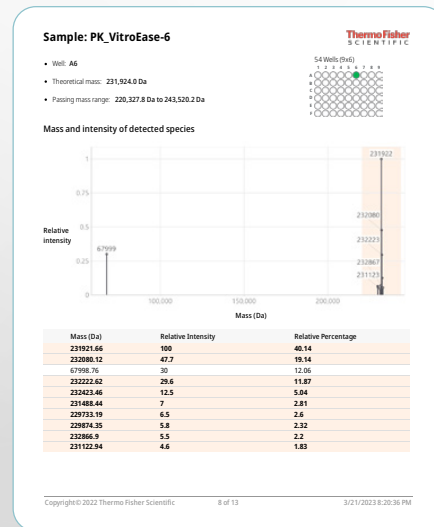 Sample: PK_VitroEase-6
ThermoFisher
SCIENTIFIC
• Well: A6
• Theoretical mass: 231,924.0 Da
• Passing mass range: 220,327.8 Da to 243,520.2 Da
54 Wells (9x6)
1 2 3 4 5 6 7 8 9
A
B
C
D
E
F
Mass and intensity of detected species
231922
1
0.75
232080
0.5
Relative
intensity
232223
67999
0.25
232867
231123
0
100,000 150,000 200,000
Mass (Da)
Mass (Da) Relative Intensity Relative Percentage
231921.66 100 40.14
232080.12 47.7 19.14
67998.76 30 12.06
232222.62 29.6 11.87
232423.46 12.5 5.04
231488.44 7 2.81
229733.19 6.5 2.6
229874.35 5.8 2.32
232866.9 5.5 2.2
231122.94 4.6 1.83
Copyright© 2022 Thermo Fisher Scientific 8 of 13 3/21/2023 8:20:36 PM